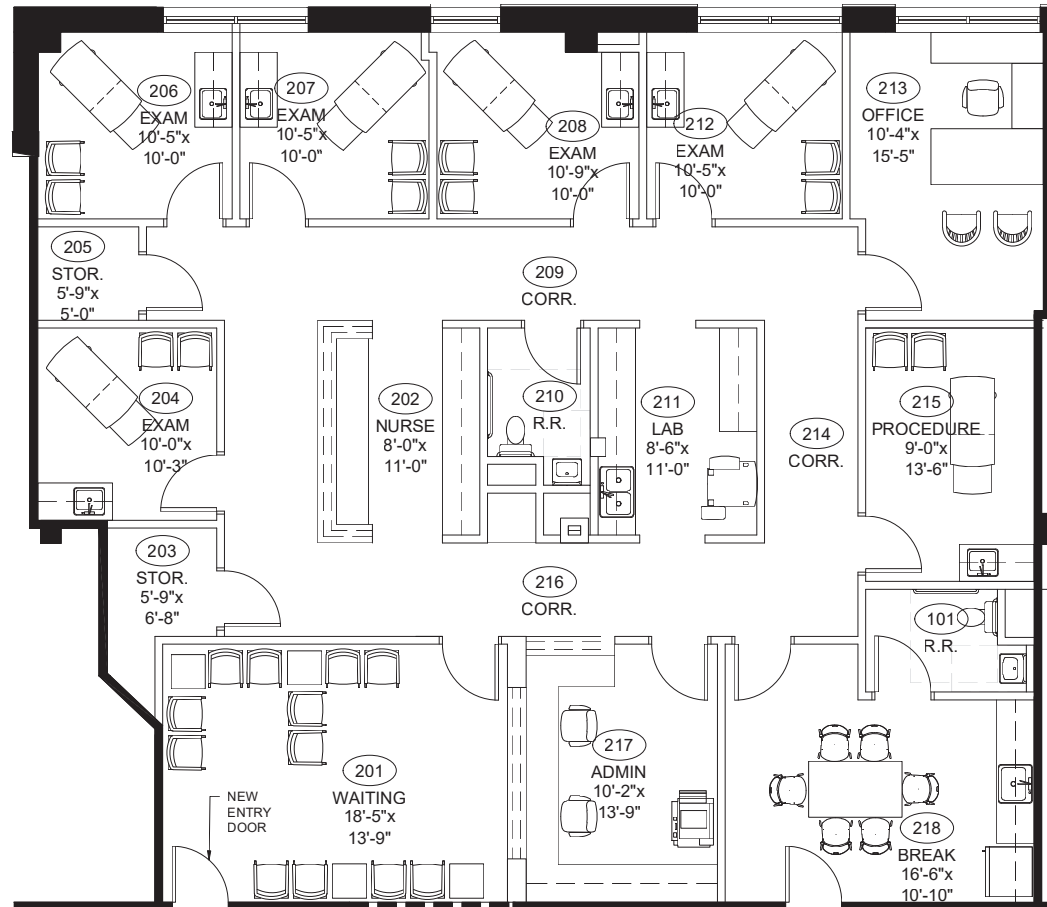 206
EXAM
10'-5"x
10'-0"
207
EXAM
10'-5"x
10'-0"
208
EXAM
10'-9"x
10'-0"
212
EXAM
10'-5"x
10'-0"
213
OFFICE
10'-4"x
15'-5"
205
STOR.
5'-9"x
5'-0"
209
CORR.
204
EXAM
10'-0"x
10'-3"
202
NURSE
8'-0"x
11'-0"
210
R.R.
211
LAB
8'-6"x
11'-0"
214
CORR.
215
PROCEDURE
9'-0"x
13'-6"
203
STOR.
5'-9"x
6'-8"
216
CORR.
101
R.R.
201
WAITING
18'-5"x
13'-9"
NEW
ENTRY
DOOR
217
ADMIN
10'-2"x
13'-9"
218
BREAK
16'-6"x
10'-10"